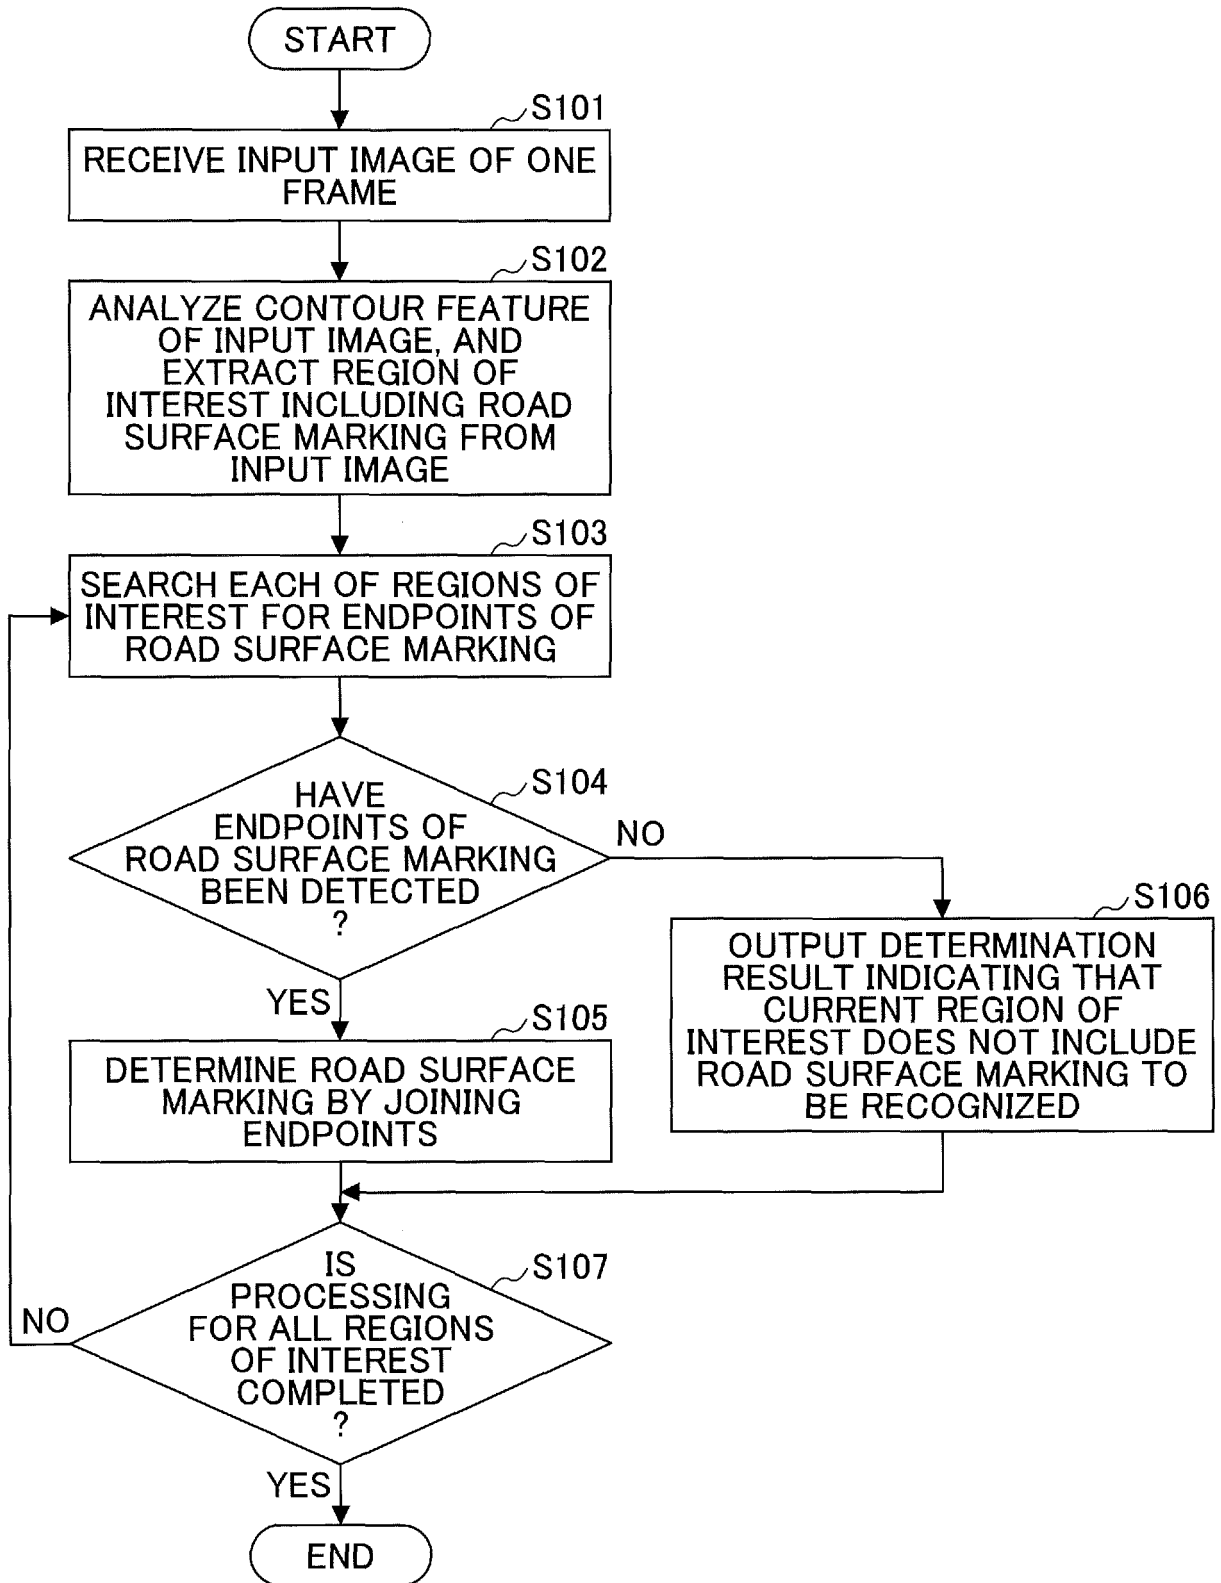 START
S101
RECEIVE INPUT IMAGE OF ONE
FRAME
S102
ANALYZE CONTOUR FEATURE
OF INPUT IMAGE, AND
EXTRACT REGION OF
INTEREST INCLUDING ROAD
SURFACE MARKING FROM
INPUT IMAGE
S103
SEARCH EACH OF REGIONS OF
INTEREST FOR ENDPOINTS OF
ROAD SURFACE MARKING
S104
HAVE
ENDPOINTS OF
ROAD SURFACE MARKING
BEEN DETECTED
?
NO
YES
S106
OUTPUT DETERMINATION
RESULT INDICATING THAT
CURRENT REGION OF
INTEREST DOES NOT INCLUDE
ROAD SURFACE MARKING TO
BE RECOGNIZED
S105
DETERMINE ROAD SURFACE
MARKING BY JOINING
ENDPOINTS
S107
IS
PROCESSING
FOR ALL REGIONS
OF INTEREST
COMPLETED
?
NO
YES
END